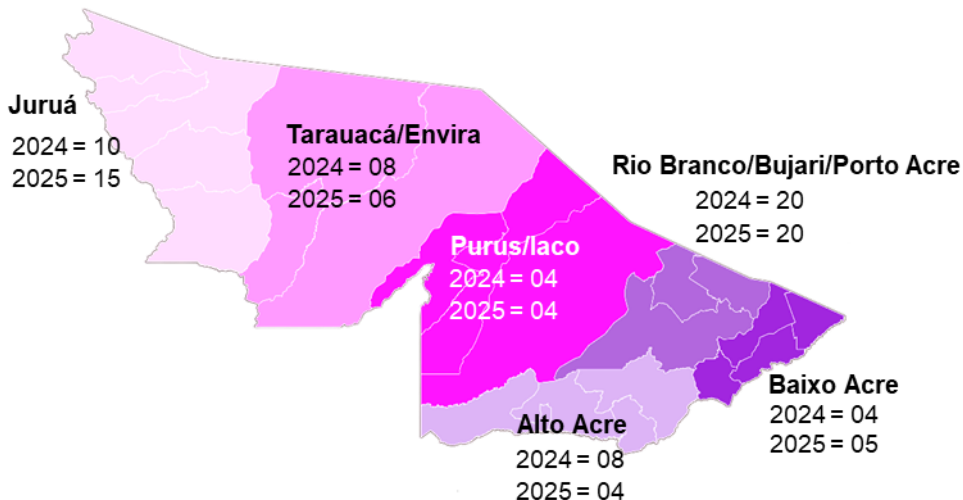 Juruá
2024 = 10
2025 = 15
Tarauacá/Envira
2024 = 08
2025 = 06
Rio Branco/Bujari/Porto Acre
2024 = 20
2025 = 20
Purus/Iaco
2024 = 04
2025 = 04
Baixo Acre
2024 = 04
2025 = 05
Alto Acre
2024 = 08
2025 = 04